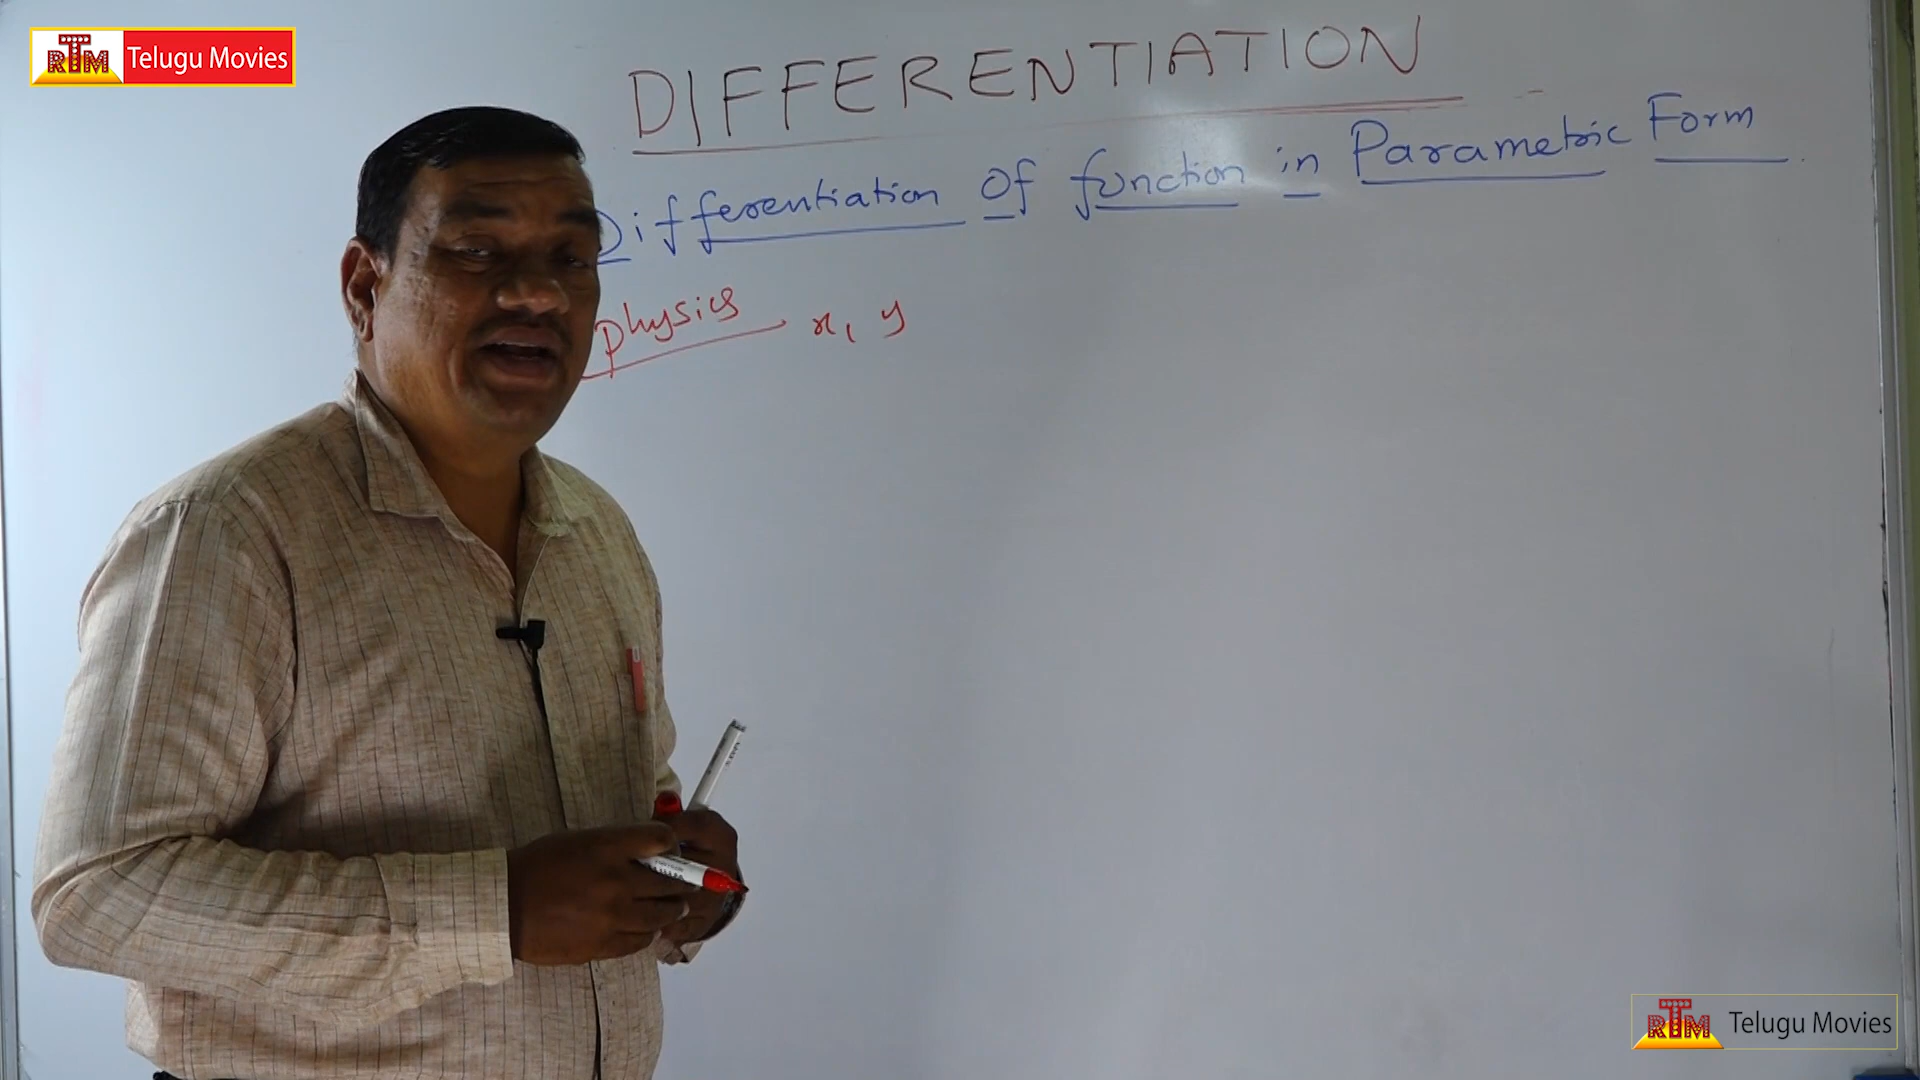 RTM Telugu Movies
DIFFERENTIATION
Differentiation of function in Parametric Form
physics x, y
RTM Telugu Movies